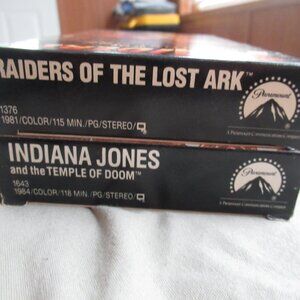 RAIDERS OF THE LOST ARK™
1376
1981/COLOR/115 MIN./PG/STEREO/
Paramount
A Paramount Communications Company
INDIANA JONES
and the TEMPLE OF DOOM™
1643
1984/COLOR/118 MIN./PG/STEREO/
Paramount
A Paramount Communications Company